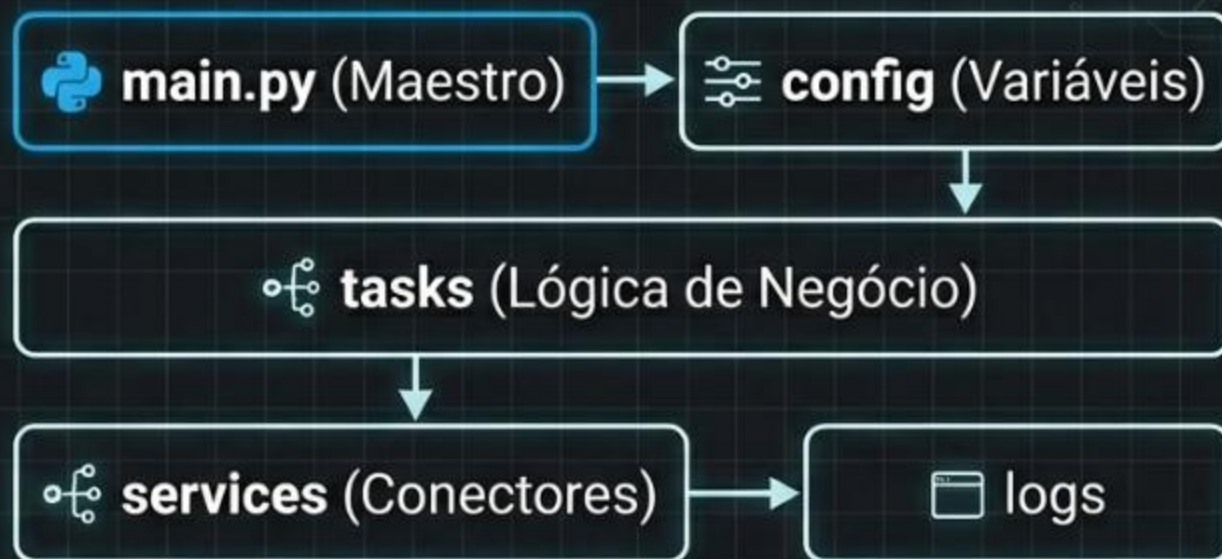 main.py (Maestro)
config (Variáveis)
tasks (Lógica de Negócio)
services (Conectores)
logs